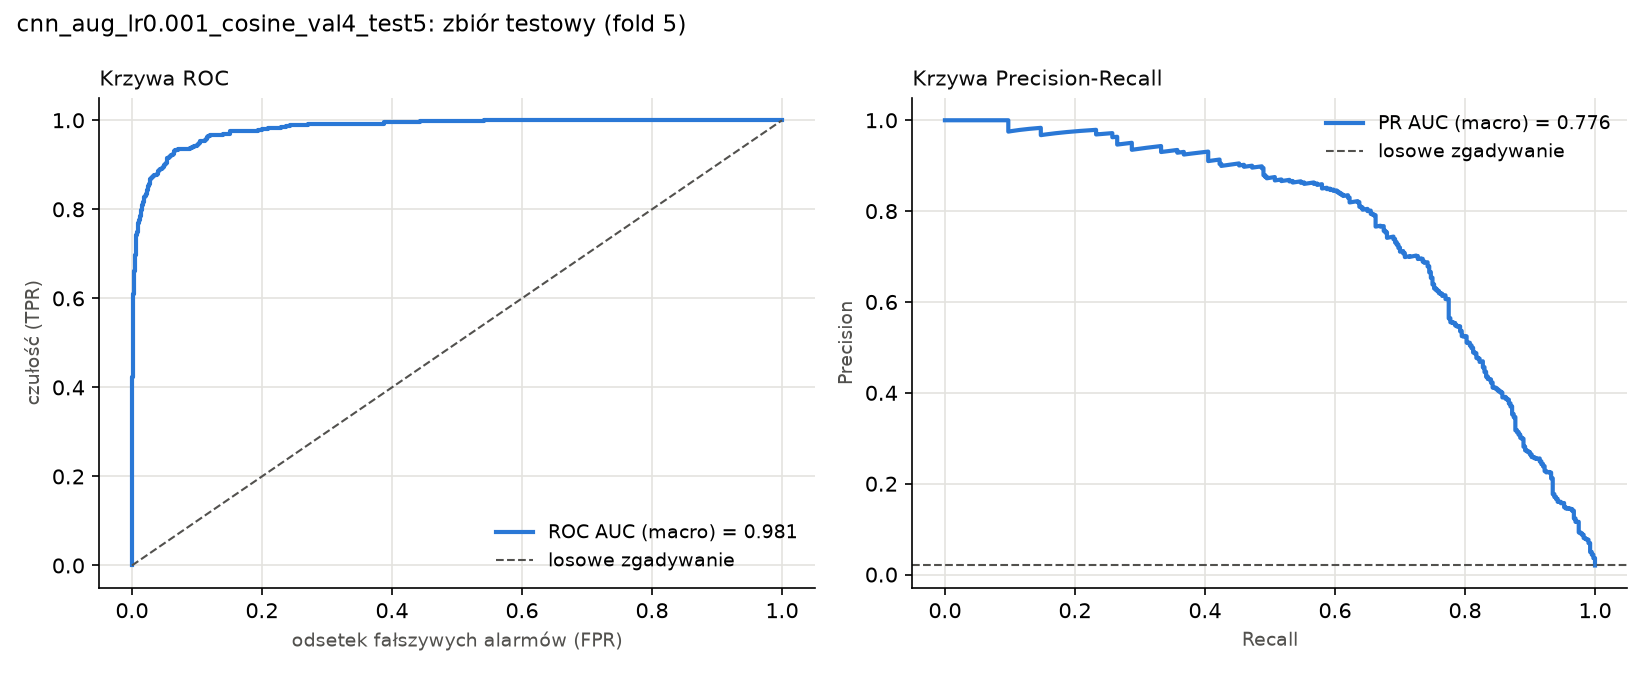 cnn_aug_lr0.001_cosine_val4_test5: zbiór testowy (fold 5)
Krzywa ROC
1.0
0.8
0.6
0.4
0.2
0.0
czułość (TPR)
ROC AUC (macro) = 0.981
losowe zgadywanie
0.0 0.2 0.4 0.6 0.8 1.0
odsetek fałszywych alarmów (FPR)
Krzywa Precision-Recall
1.0
0.8
0.6
0.4
0.2
0.0
Precision
PR AUC (macro) = 0.776
losowe zgadywanie
0.0 0.2 0.4 0.6 0.8 1.0
Recall